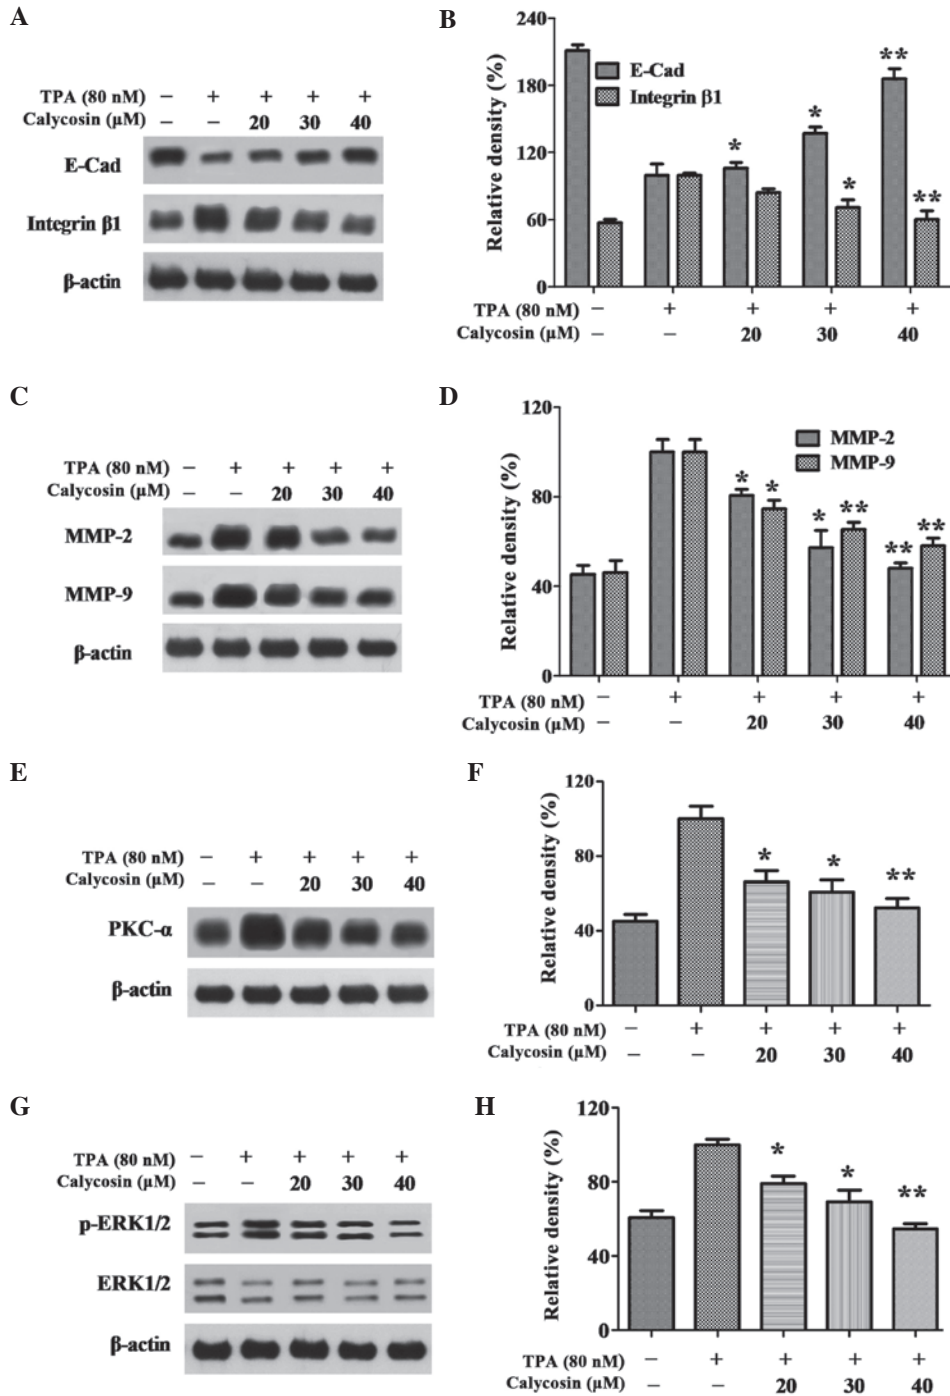 A
TPA (80 nM) – + + + +
Calycosin (μM) – – 20 30 40
E-Cad
Integrin β1
β-actin
B
Relative density (%)
240
180
120
60
0
E-Cad
Integrin β1
* * * ** **
TPA (80 nM) – + + + +
Calycosin (μM) – – 20 30 40
C
TPA (80 nM) – + + + +
Calycosin (μM) – – 20 30 40
MMP-2
MMP-9
β-actin
D
Relative density (%)
120
80
40
0
MMP-2
MMP-9
* * * ** ** **
TPA (80 nM) – + + + +
Calycosin (μM) – – 20 30 40
E
TPA (80 nM) – + + + +
Calycosin (μM) – – 20 30 40
PKC-α
β-actin
F
Relative density (%)
120
80
40
0
* * **
TPA (80 nM) – + + + +
Calycosin (μM) – – 20 30 40
G
TPA (80 nM) – + + + +
Calycosin (μM) – – 20 30 40
p-ERK1/2
ERK1/2
β-actin
H
Relative density (%)
120
80
40
0
* * **
TPA (80 nM) – + + + +
Calycosin (μM) – – 20 30 40